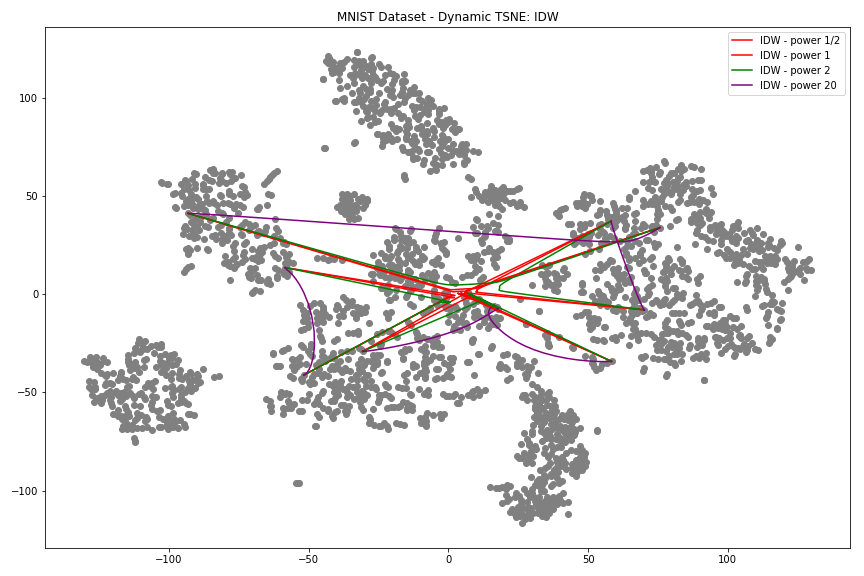 MNIST Dataset - Dynamic TSNE: IDW
IDW - power 1/2
IDW - power 1
IDW - power 2
IDW - power 20
100
50
0
−50
−100
−100
−50
0
50
100